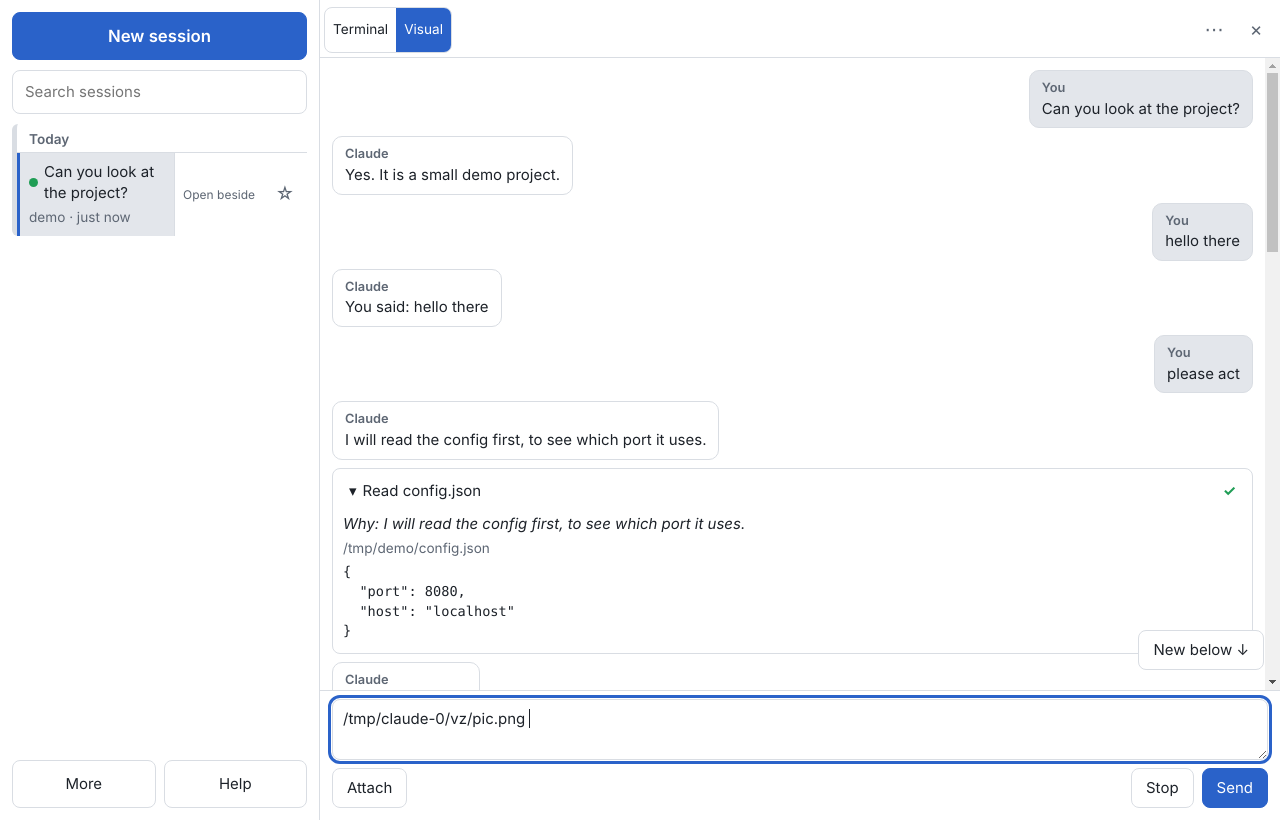 New session
Search sessions
Today
Can you look at
the project?
demo · just now
Open beside ☆
More
Help
Terminal
Visual
··· ×
You
Can you look at the project?
Claude
Yes. It is a small demo project.
You
hello there
Claude
You said: hello there
You
please act
Claude
I will read the config first, to see which port it uses.
▾ Read config.json ✓
Why: I will read the config first, to see which port it uses.
/tmp/demo/config.json
{
  "port": 8080,
  "host": "localhost"
}
New below ↓
Claude
/tmp/claude-0/vz/pic.png
Attach
Stop
Send